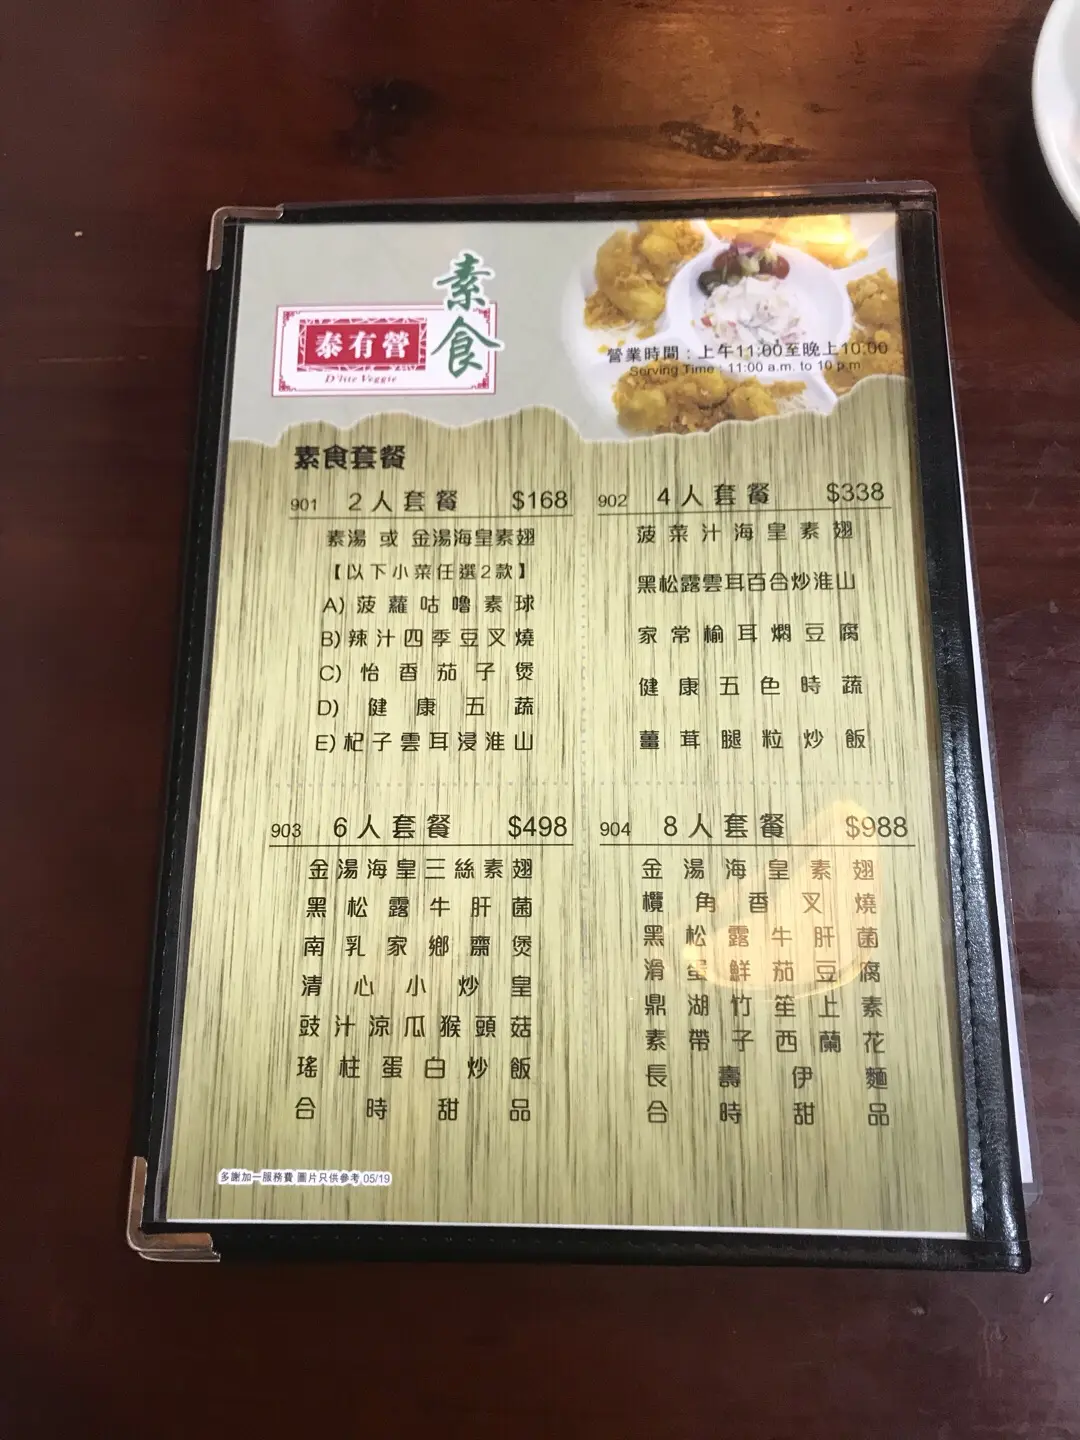 素食
泰有營
D'lite Veggie
營業時間：上午11:00至晚上10:00
Serving Time : 11:00 a.m. to 10 p.m
素食套餐
901 2人套餐 $168
素湯 或 金湯海皇素翅
【以下小菜任選2款】
A) 菠蘿咕嚕素球
B) 辣汁四季豆叉燒
C) 怡香茄子煲
D) 健康五蔬
E) 杞子雲耳浸淮山
902 4人套餐 $338
菠菜汁海皇素翅
黑松露雲耳百合炒淮山
家常榆耳燜豆腐
健康五色時蔬
薑茸腿粒炒飯
903 6人套餐 $498
金湯海皇三絲素翅
黑松露牛肝菌
南乳家鄉齋煲
清心小炒皇
豉汁涼瓜猴頭菇
瑤柱蛋白炒飯
合時甜品
904 8人套餐 $988
金湯海皇素翅
欖角香叉燒
黑松露牛肝菌
滑蛋鮮茄豆腐
鼎湖竹笙上素
素帶子西蘭花
長壽伊麵
合時甜品
多謝加一服務費 圖片只供參考 05/19